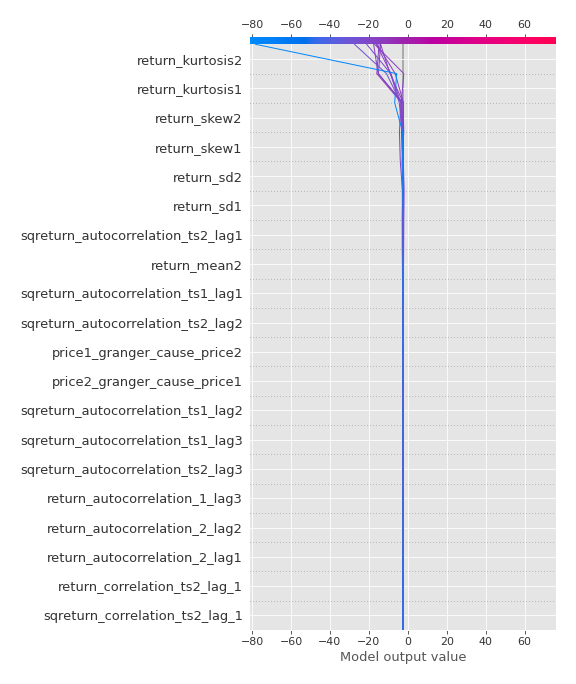 −80 −60 −40 −20 0 20 40 60
return_kurtosis2
return_kurtosis1
return_skew2
return_skew1
return_sd2
return_sd1
sqreturn_autocorrelation_ts2_lag1
return_mean2
sqreturn_autocorrelation_ts1_lag1
sqreturn_autocorrelation_ts2_lag2
price1_granger_cause_price2
price2_granger_cause_price1
sqreturn_autocorrelation_ts1_lag2
sqreturn_autocorrelation_ts1_lag3
sqreturn_autocorrelation_ts2_lag3
return_autocorrelation_1_lag3
return_autocorrelation_2_lag2
return_autocorrelation_2_lag1
return_correlation_ts2_lag_1
sqreturn_correlation_ts2_lag_1
−80 −60 −40 −20 0 20 40 60
Model output value